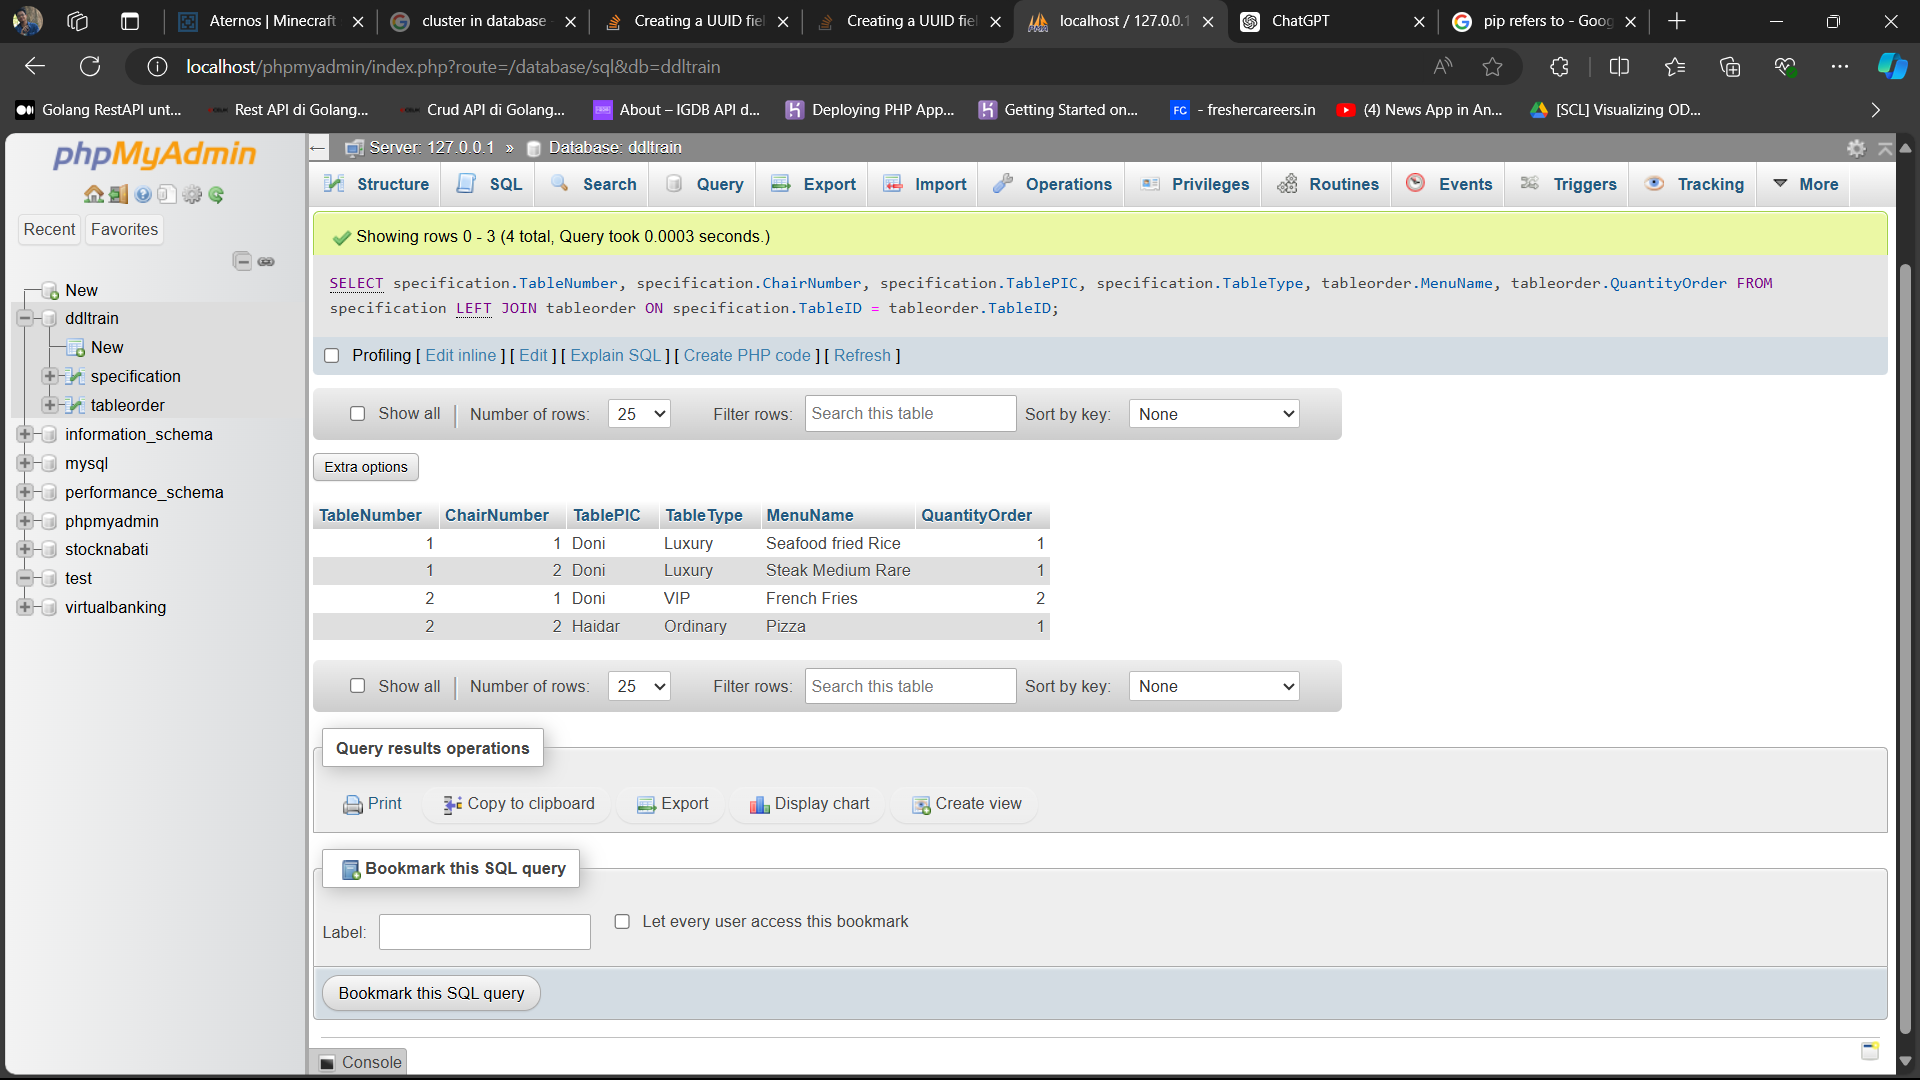 Aternos | Minecraft
cluster in database
Creating a UUID fiel
Creating a UUID fiel
localhost / 127.0.0.1
ChatGPT
pip refers to - Goog
localhost/phpmyadmin/index.php?route=/database/sql&db=ddltrain
Golang RestAPI unt...
Rest API di Golang...
Crud API di Golang...
About – IGDB API d...
Deploying PHP App...
Getting Started on...
FC - freshercareers.in
(4) News App in An...
[SCL] Visualizing OD...
phpMyAdmin
Recent Favorites
New
ddltrain
New
specification
tableorder
information_schema
mysql
performance_schema
phpmyadmin
stocknabati
test
virtualbanking
Server: 127.0.0.1 » Database: ddltrain
Structure SQL Search Query Export Import Operations Privileges Routines Events Triggers Tracking More
Showing rows 0 - 3 (4 total, Query took 0.0003 seconds.)
SELECT specification.TableNumber, specification.ChairNumber, specification.TablePIC, specification.TableType, tableorder.MenuName, tableorder.QuantityOrder FROM
specification LEFT JOIN tableorder ON specification.TableID = tableorder.TableID;
Profiling [ Edit inline ] [ Edit ] [ Explain SQL ] [ Create PHP code ] [ Refresh ]
Show all | Number of rows: 25 Filter rows: Search this table Sort by key: None
Extra options
TableNumber ChairNumber TablePIC TableType MenuName QuantityOrder
1 1 Doni Luxury Seafood fried Rice 1
1 2 Doni Luxury Steak Medium Rare 1
2 1 Doni VIP French Fries 2
2 2 Haidar Ordinary Pizza 1
Show all | Number of rows: 25 Filter rows: Search this table Sort by key: None
Query results operations
Print Copy to clipboard Export Display chart Create view
Bookmark this SQL query
Label: Let every user access this bookmark
Bookmark this SQL query
Console